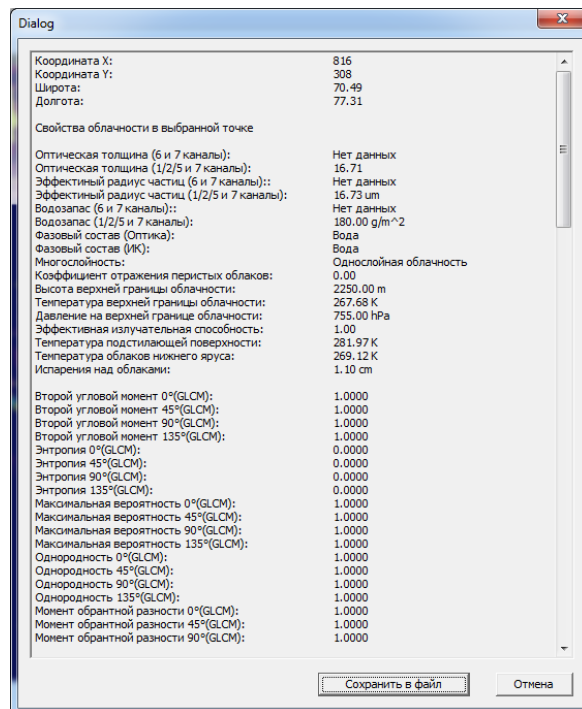 Dialog
Координата X: 816
Координата Y: 308
Широта: 70.49
Долгота: 77.31
Свойства облачности в выбранной точке
Оптическая толщина (6 и 7 каналы): Нет данных
Оптическая толщина (1/2/5 и 7 каналы): 16.71
Эффектиный радиус частиц (6 и 7 каналы):: Нет данных
Эффектиный радиус частиц (1/2/5 и 7 каналы): 16.73 um
Водозапас (6 и 7 каналы):: Нет данных
Водозапас (1/2/5 и 7 каналы): 180.00 g/m^2
Фазовый состав (Оптика): Вода
Фазовый состав (ИК): Вода
Многослойность: Однослойная облачность
Коэффициент отражения перистых облаков: 0.00
Высота верхней границы облачности: 2250.00 m
Температура верхней границы облачности: 267.68 K
Давление на верхней границе облачности: 755.00 hPa
Эффективная излучательная способность: 1.00
Температура подстилающей поверхности: 281.97 K
Температура облаков нижнего яруса: 269.12 K
Испарения над облаками: 1.10 cm
Второй угловой момент 0°(GLCM): 1.0000
Второй угловой момент 45°(GLCM): 1.0000
Второй угловой момент 90°(GLCM): 1.0000
Второй угловой момент 135°(GLCM): 1.0000
Энтропия 0°(GLCM): 0.0000
Энтропия 45°(GLCM): 0.0000
Энтропия 90°(GLCM): 0.0000
Энтропия 135°(GLCM): 0.0000
Максимальная вероятность 0°(GLCM): 1.0000
Максимальная вероятность 45°(GLCM): 1.0000
Максимальная вероятность 90°(GLCM): 1.0000
Максимальная вероятность 135°(GLCM): 1.0000
Однородность 0°(GLCM): 1.0000
Однородность 45°(GLCM): 1.0000
Однородность 90°(GLCM): 1.0000
Однородность 135°(GLCM): 1.0000
Момент обрантной разности 0°(GLCM): 1.0000
Момент обрантной разности 45°(GLCM): 1.0000
Момент обрантной разности 90°(GLCM): 1.0000
Сохранить в файл Отмена